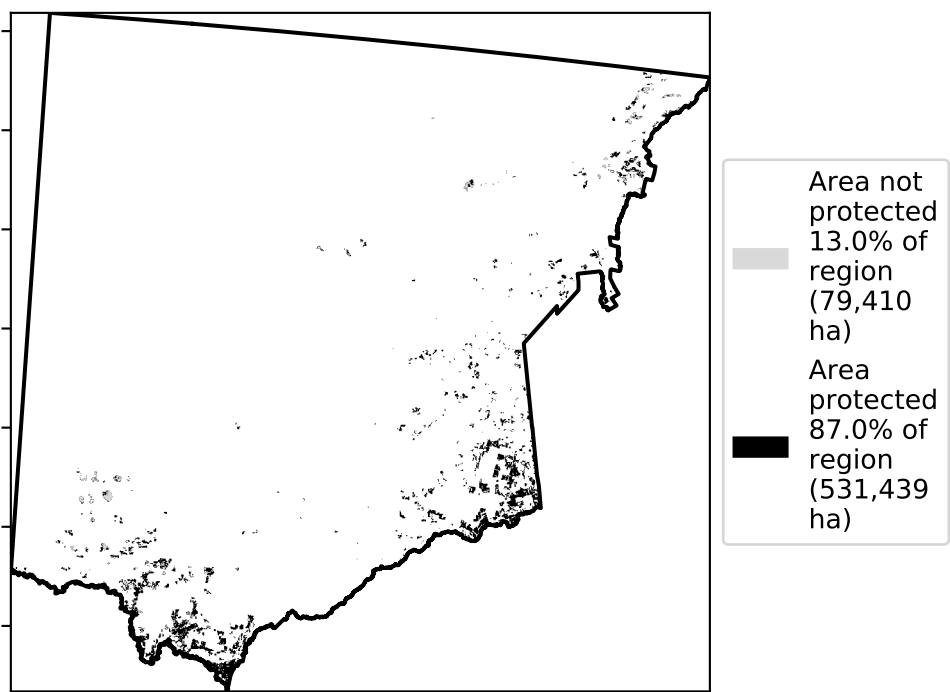 Area not
protected
13.0% of
region
(79,410
ha)
Area
protected
87.0% of
region
(531,439
ha)